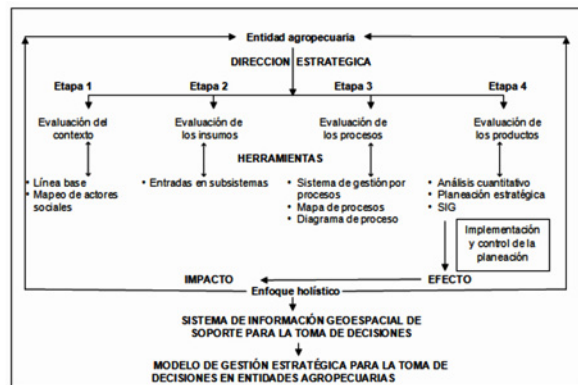 Entidad agropecuaria
DIRECCION ESTRATEGICA
Etapa 1 Etapa 2 Etapa 3 Etapa 4
Evaluación del
contexto
Evaluación de
los insumos
Evaluación de
los procesos
Evaluación de
los productos
HERRAMIENTAS
• Línea base
• Mapeo de actores
sociales
• Entradas en subsistemas
• Sistema de gestión por
procesos
• Mapa de procesos
• Diagrama de proceso
• Análisis cuantitativo
• Planeación estratégica
• SIG
Implementación
y control de la
planeación
IMPACTO EFECTO
Enfoque holístico
SISTEMA DE INFORMACIÓN GEOESPACIAL DE
SOPORTE PARA LA TOMA DE DECISIONES
MODELO DE GESTIÓN ESTRATÉGICA PARA LA TOMA DE
DECISIONES EN ENTIDADES AGROPECUARIAS